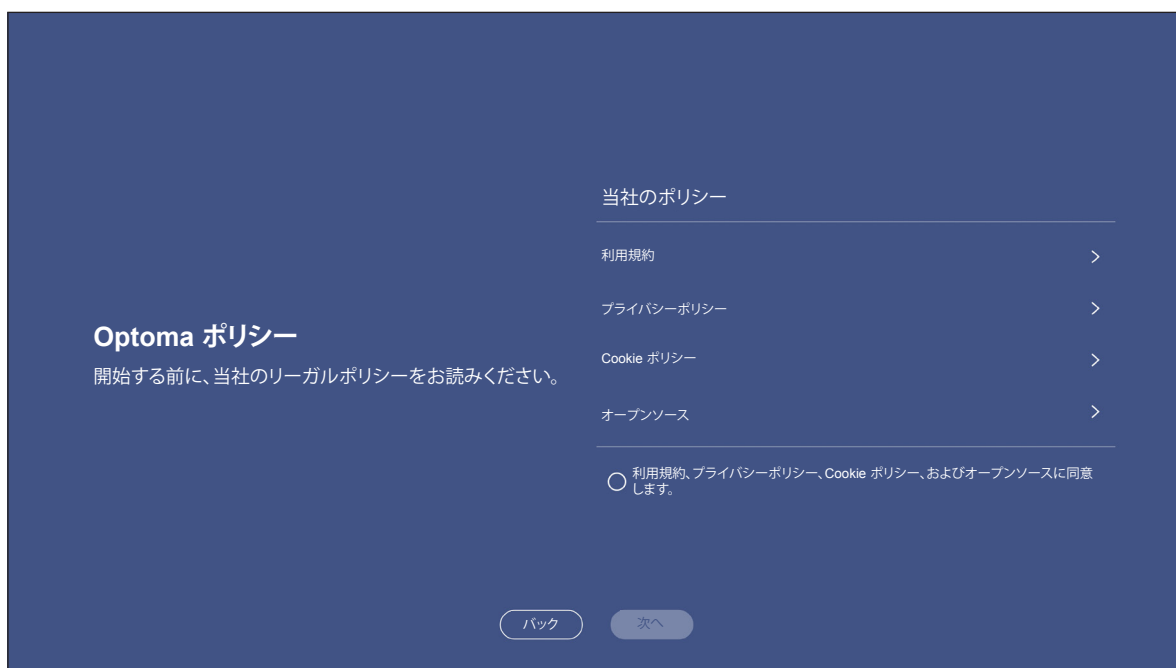 Optoma ポリシー
開始する前に、当社のリーガルポリシーをお読みください。
当社のポリシー
利用規約
プライバシーポリシー
Cookie ポリシー
オープンソース
利用規約、プライバシーポリシー、Cookie ポリシー、およびオープンソースに同意
します。
バック
次へ